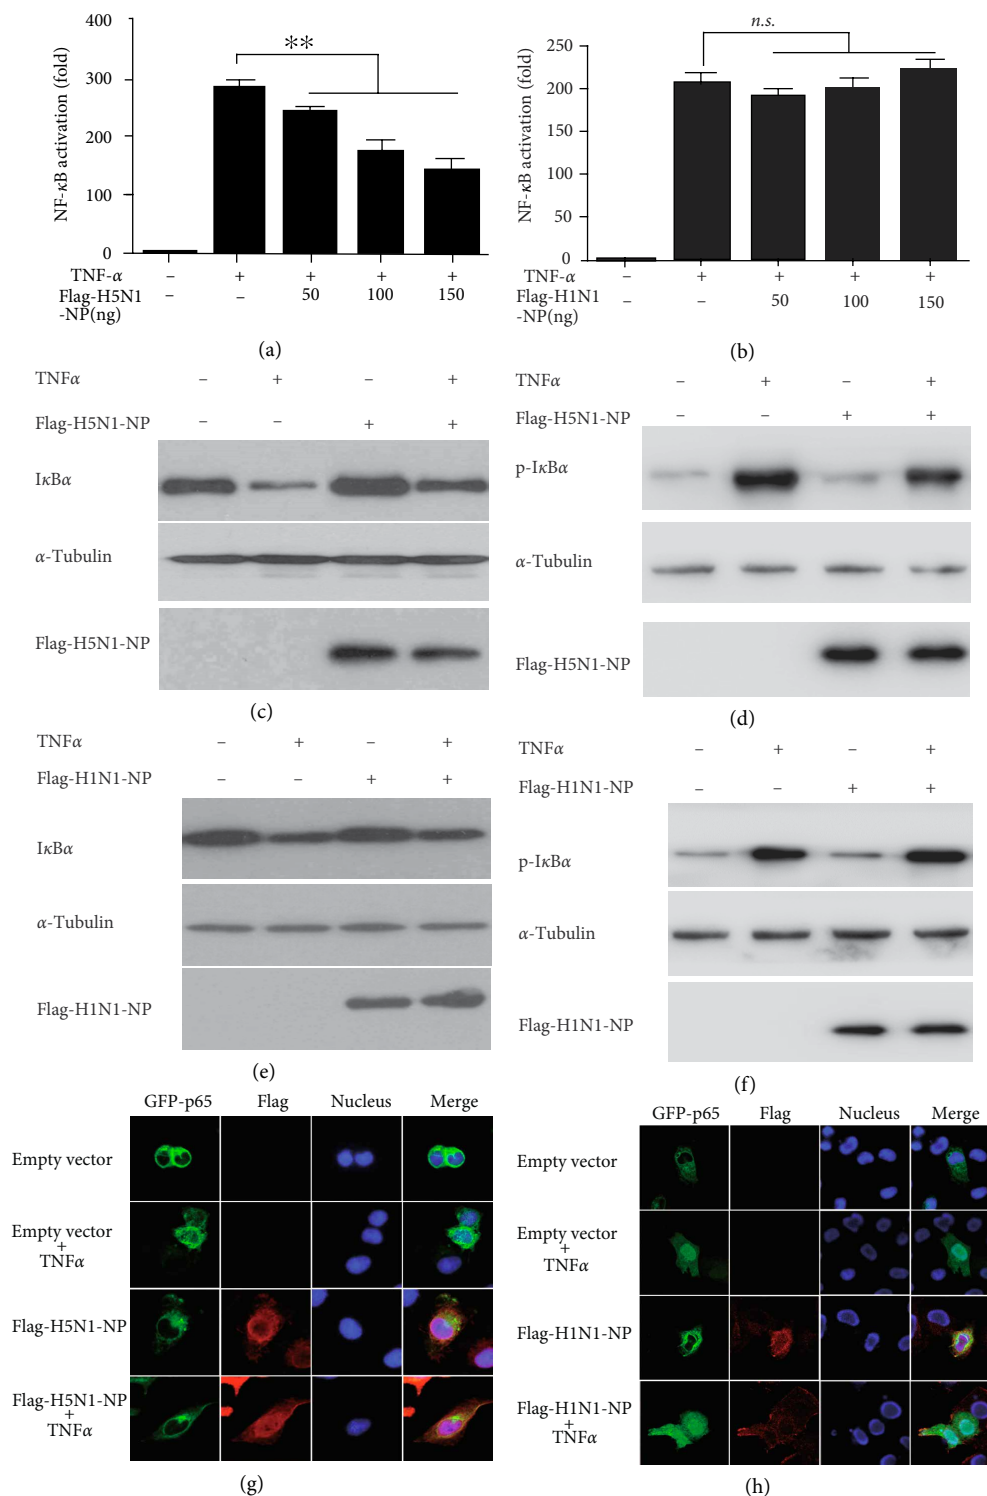 400
300
200
100
0
NF-κB activation (fold)
**
TNF-α – + + + +
Flag-H5N1 – – 50 100 150
-NP(ng)
(a)
n.s.
250
200
150
100
50
0
NF-κB activation (fold)
TNF-α – + + + +
Flag-H1N1 – – 50 100 150
-NP(ng)
(b)
TNFα – + – +
Flag-H5N1-NP – – + +
IκBα
α-Tubulin
Flag-H5N1-NP
(c)
TNFα – + – +
Flag-H5N1-NP – – + +
p-IκBα
α-Tubulin
Flag-H5N1-NP
(d)
TNFα – + – +
Flag-H1N1-NP – – + +
IκBα
α-Tubulin
Flag-H1N1-NP
(e)
TNFα – + – +
Flag-H1N1-NP – – + +
p-IκBα
α-Tubulin
Flag-H1N1-NP
(f)
GFP-p65 Flag Nucleus Merge
Empty vector
Empty vector
+
TNFα
Flag-H5N1-NP
Flag-H5N1-NP
+
TNFα
(g)
GFP-p65 Flag Nucleus Merge
Empty vector
Empty vector
+
TNFα
Flag-H1N1-NP
Flag-H1N1-NP
+
TNFα
(h)